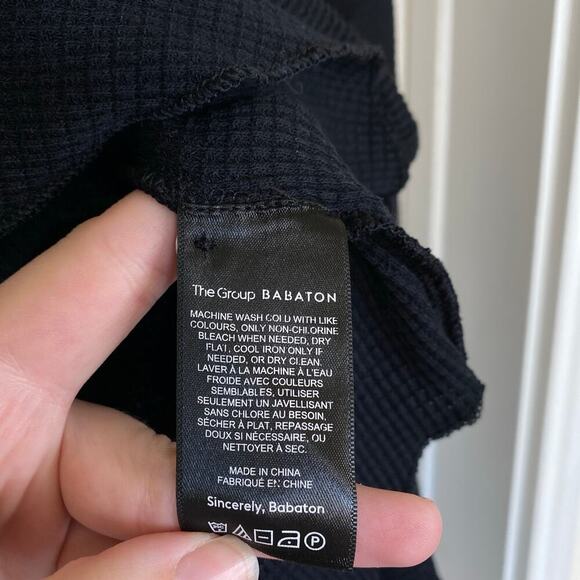 The Group BABATON
MACHINE WASH COLD WITH LIKE
COLOURS, ONLY NON-CHLORINE
BLEACH WHEN NEEDED, DRY
FLAT, COOL IRON ONLY IF
NEEDED, OR DRY CLEAN.
LAVER À LA MACHINE À L'EAU
FROIDE AVEC COULEURS
SEMBLABLES, UTILISER
SEULEMENT UN JAVELLISANT
SANS CHLORE AU BESOIN,
SÉCHER À PLAT, REPASSAGE
DOUX SI NÉCESSAIRE, OU
NETTOYER À SEC.
MADE IN CHINA
FABRIQUÉ EN CHINE
Sincerely, Babaton
P